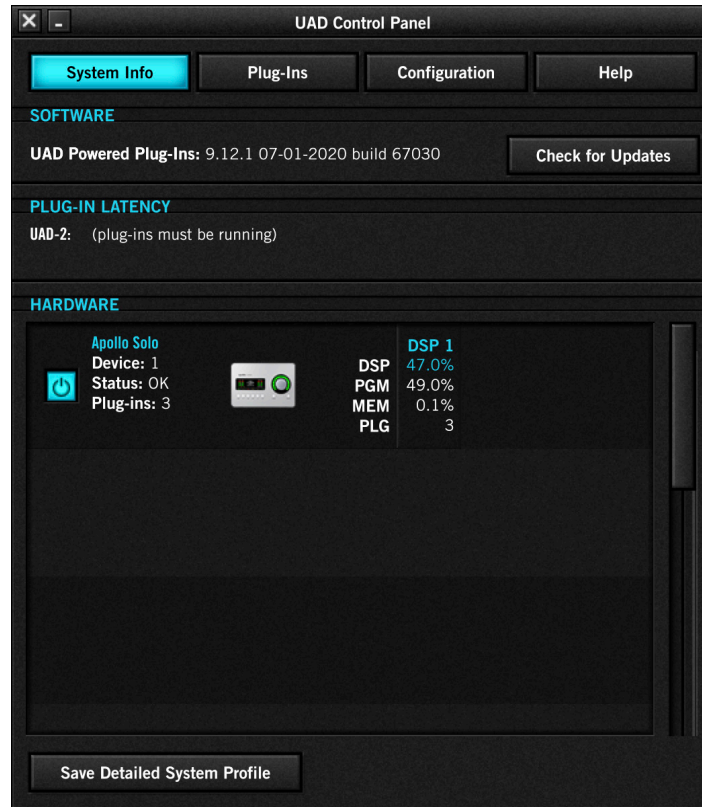 UAD Control Panel
System Info Plug-Ins Configuration Help
SOFTWARE
UAD Powered Plug-Ins: 9.12.1 07-01-2020 build 67030 Check for Updates
PLUG-IN LATENCY
UAD-2: (plug-ins must be running)
HARDWARE
Apollo Solo DSP 1
Device: 1 DSP 47.0%
Status: OK PGM 49.0%
Plug-ins: 3 MEM 0.1%
PLG 3
Save Detailed System Profile